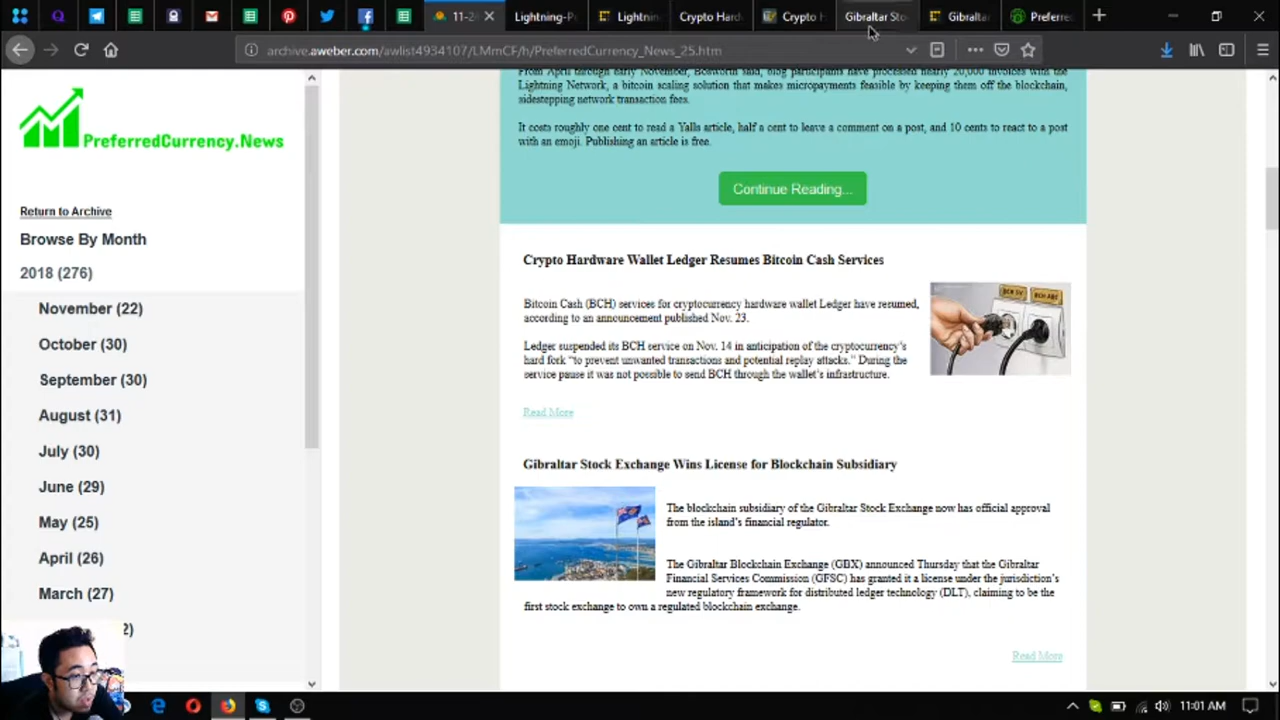 11-2
Lightning-P
Lightnin
Crypto Hard
Crypto H
Gibraltar Sto
Gibralta
Preferre
archive.aweber.com/awlist4934107/LMmCF/h/PreferredCurrency_News_25.htm
PreferredCurrency.News
Return to Archive
Browse By Month
2018 (276)
November (22)
October (30)
September (30)
August (31)
July (30)
June (29)
May (25)
April (26)
March (27)
2)
From April through early November, Bosworth said, blog participants have processed nearly 20,000 invoices with the
Lightning Network, a bitcoin scaling solution that makes micropayments feasible by keeping them off the blockchain,
sidestepping network transaction fees.
It costs roughly one cent to read a Yalls article, half a cent to leave a comment on a post, and 10 cents to react to a post
with an emoji. Publishing an article is free.
Continue Reading...
Crypto Hardware Wallet Ledger Resumes Bitcoin Cash Services
Bitcoin Cash (BCH) services for cryptocurrency hardware wallet Ledger have resumed,
according to an announcement published Nov. 23.
Ledger suspended its BCH service on Nov. 14 in anticipation of the cryptocurrency's
hard fork “to prevent unwanted transactions and potential replay attacks.” During the
service pause it was not possible to send BCH through the wallet's infrastructure.
BCH SV
BCH ABC
Read More
Gibraltar Stock Exchange Wins License for Blockchain Subsidiary
The blockchain subsidiary of the Gibraltar Stock Exchange now has official approval
from the island's financial regulator.
The Gibraltar Blockchain Exchange (GBX) announced Thursday that the Gibraltar
Financial Services Commission (GFSC) has granted it a license under the jurisdiction's
new regulatory framework for distributed ledger technology (DLT), claiming to be the
first stock exchange to own a regulated blockchain exchange.
Read More
11:01 AM